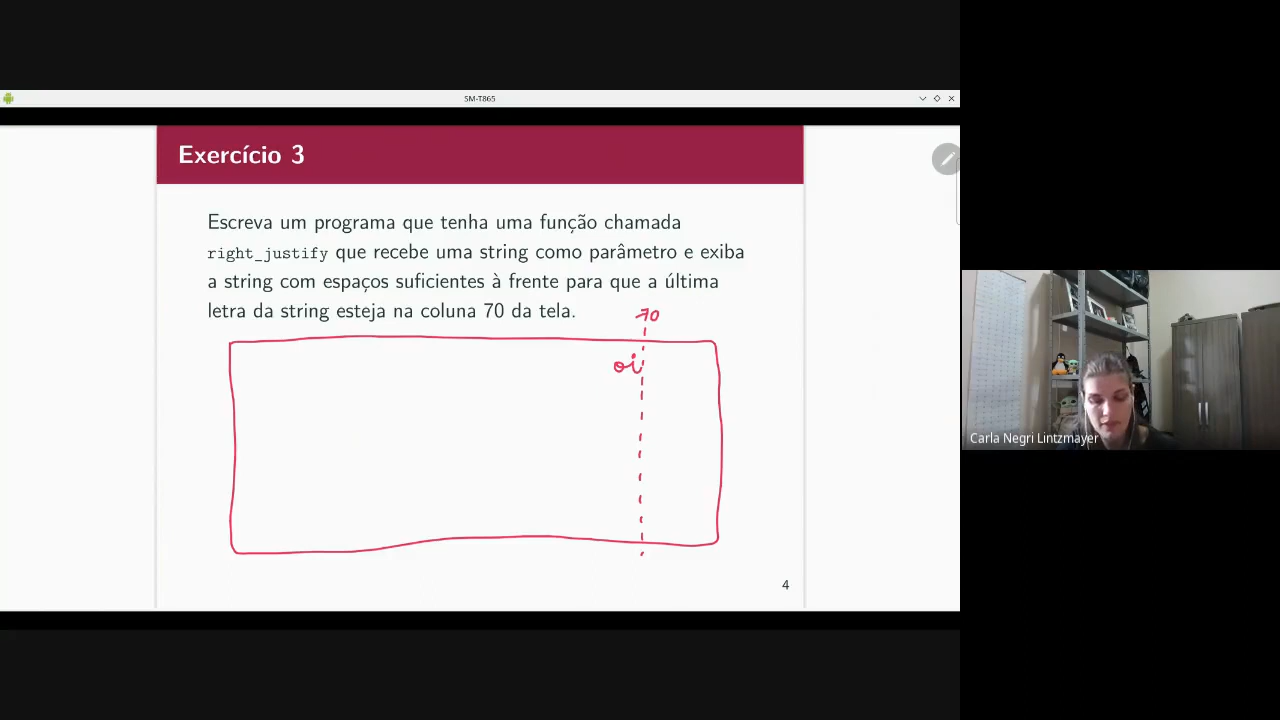 SM-T865
Exercício 3
Escreva um programa que tenha uma função chamada
right_justify que recebe uma string como parâmetro e exiba
a string com espaços suficientes à frente para que a última
letra da string esteja na coluna 70 da tela.
70
oi
4
Carla Negri Lintzmayer